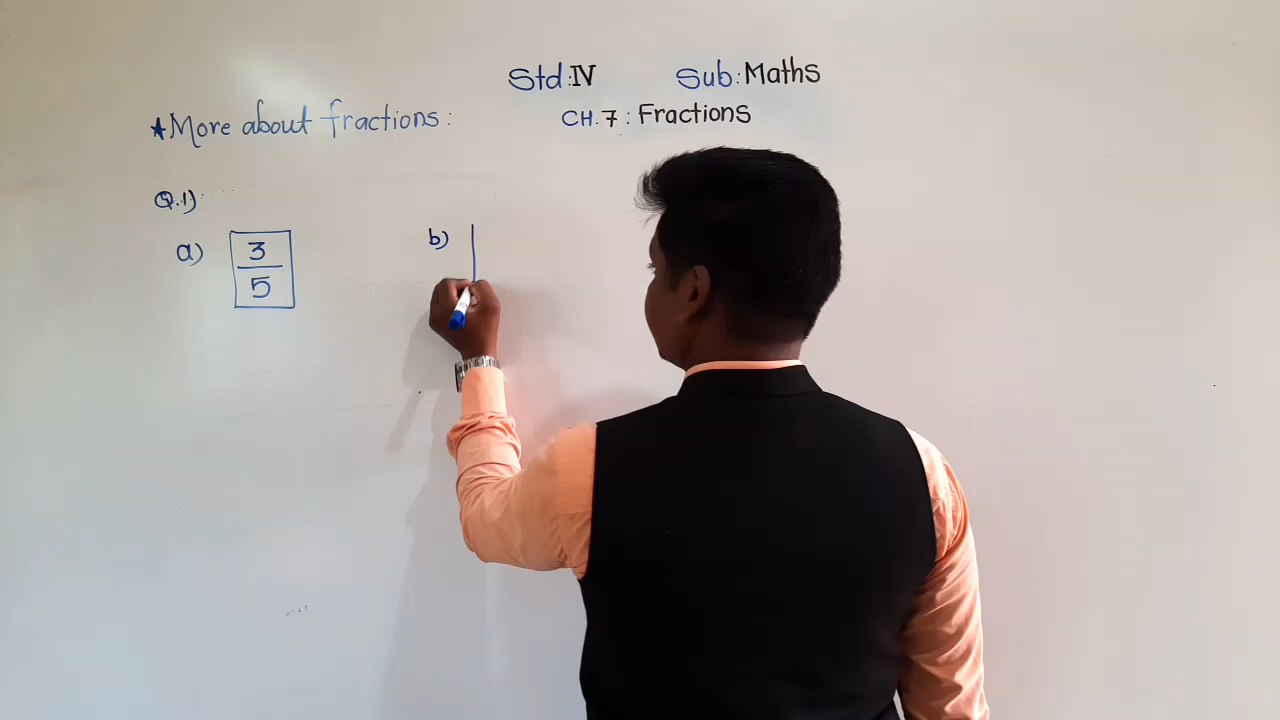 Std:IV Sub:Maths
CH.7: Fractions
★More about fractions:
Q.1)
a) 3/5
b)